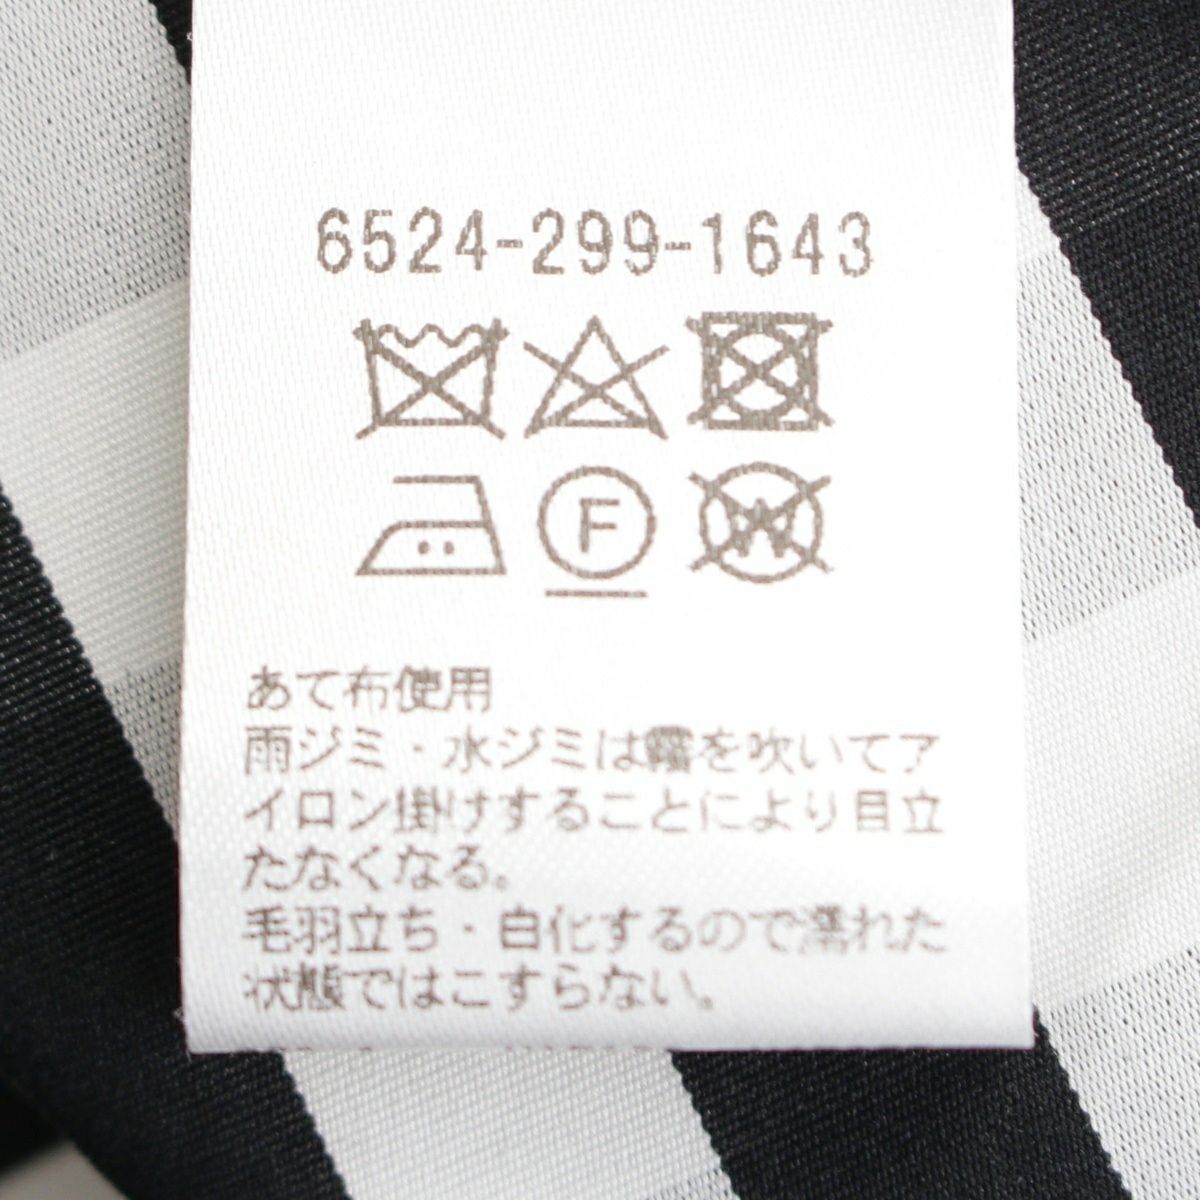 6524-299-1643
F
W
あて布使用
雨ジミ・水ジミは霧を吹いてア
イロン掛けすることにより目立
たなくなる。
毛羽立ち・白化するので濡れた
状態ではこすらない。